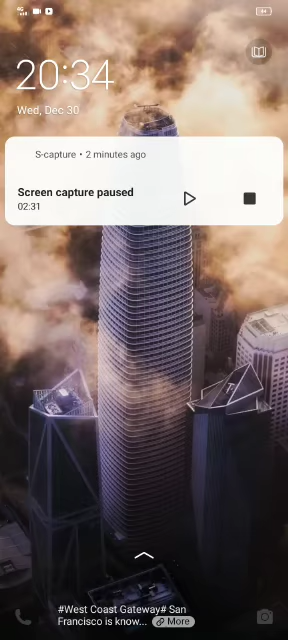 4G
20:34
Wed, Dec 30
S-capture • 2 minutes ago
Screen capture paused
02:31
#West Coast Gateway# San
Francisco is know... More